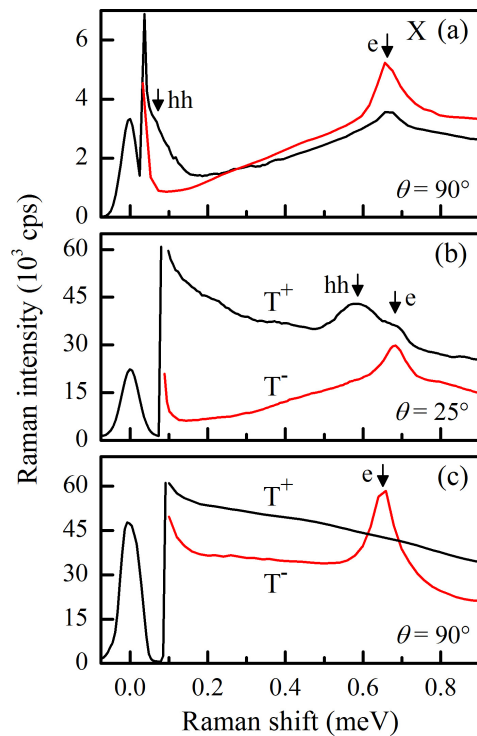 X (a)
e
hh
6
4
2
0
θ = 90°
(b)
60
45
30
15
0
hh
e
T+
T-
θ = 25°
(c)
60
45
30
15
0
e
T+
T-
θ = 90°
0.0 0.2 0.4 0.6 0.8
Raman shift (meV)
Raman intensity (10³ cps)